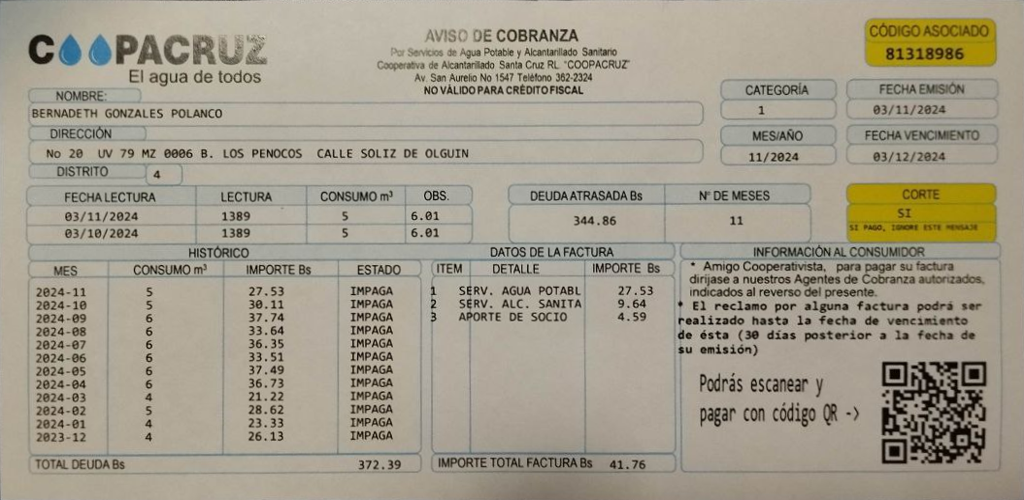 COOPACRUZ
El agua de todos
AVISO DE COBRANZA
Por Servicios de Agua Potable y Alcantarillado Sanitario
Cooperativa de Alcantarillado Santa Cruz RL "COOPACRUZ"
Av. San Aurelio No 1547 Teléfono 362-2324
NO VÁLIDO PARA CRÉDITO FISCAL
CÓDIGO ASOCIADO
81318986
NOMBRE:
BERNADETH GONZALES POLANCO
CATEGORÍA
1
FECHA EMISIÓN
03/11/2024
DIRECCIÓN
No 20 UV 79 MZ 0006 B. LOS PENOCOS CALLE SOLIZ DE OLGUIN
MES/AÑO
11/2024
FECHA VENCIMIENTO
03/12/2024
DISTRITO 4
FECHA LECTURA LECTURA CONSUMO m³ OBS.
03/11/2024 1389 5 6.01
03/10/2024 1389 5 6.01
DEUDA ATRASADA Bs N° DE MESES
344.86 11
CORTE
SI
SI PAGO, IGNORE ESTE MENSAJE
HISTÓRICO
MES CONSUMO m³ IMPORTE Bs ESTADO
2024-11 5 27.53 IMPAGA
2024-10 5 30.11 IMPAGA
2024-09 6 37.74 IMPAGA
2024-08 6 33.64 IMPAGA
2024-07 6 36.35 IMPAGA
2024-06 6 33.51 IMPAGA
2024-05 6 37.49 IMPAGA
2024-04 6 36.73 IMPAGA
2024-03 4 21.22 IMPAGA
2024-02 5 28.62 IMPAGA
2024-01 4 23.33 IMPAGA
2023-12 4 26.13 IMPAGA
TOTAL DEUDA Bs 372.39
DATOS DE LA FACTURA
ITEM DETALLE IMPORTE Bs
1 SERV. AGUA POTABL 27.53
2 SERV. ALC. SANITA 9.64
3 APORTE DE SOCIO 4.59
IMPORTE TOTAL FACTURA Bs 41.76
INFORMACIÓN AL CONSUMIDOR
* Amigo Cooperativista, para pagar su factura
dirijase a nuestros Agentes de Cobranza autorizados,
indicados al reverso del presente.
* El reclamo por alguna factura podrá ser
realizado hasta la fecha de vencimiento
de ésta (30 días posterior a la fecha de
su emisión)
Podrás escanear y
pagar con código QR ->